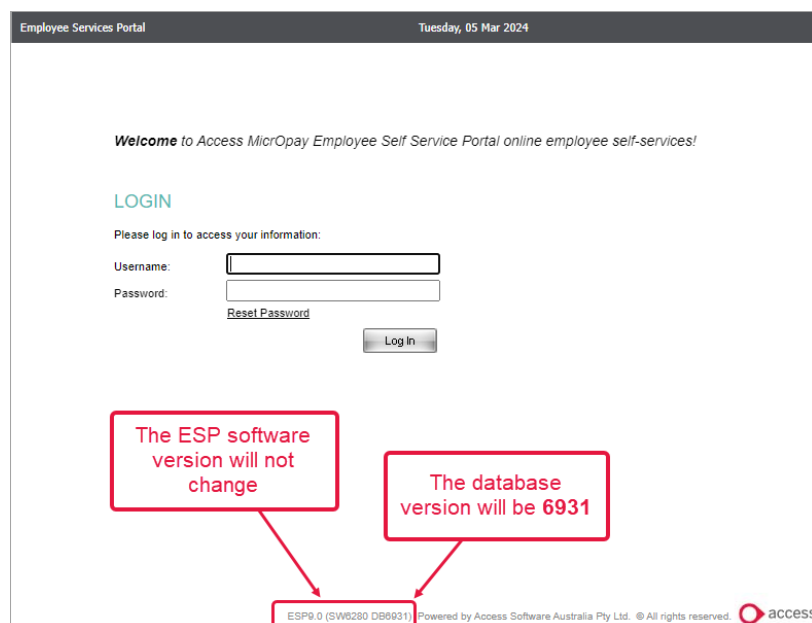 Employee Services Portal Tuesday, 05 Mar 2024
Welcome to Access MicrOpay Employee Self Service Portal online employee self-services!
LOGIN
Please log in to access your information:
Username:
Password:
Reset Password
Log In
The ESP software
version will not
change
The database
version will be 6931
ESP9.0 (SW6280 DB6931) Powered by Access Software Australia Pty Ltd. ® All rights reserved. access